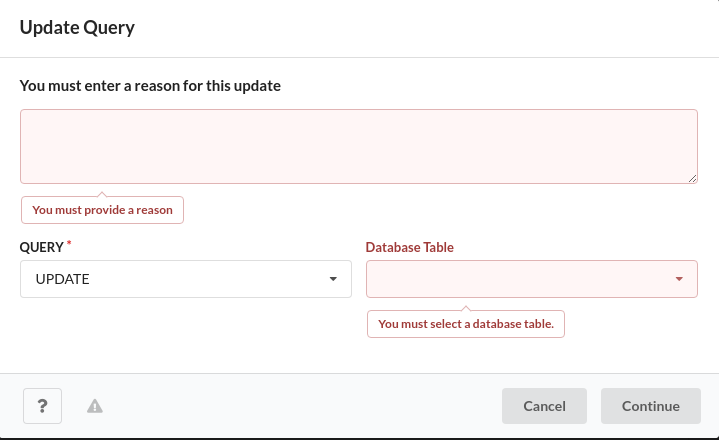 Update Query
You must enter a reason for this update
You must provide a reason
QUERY * Database Table
UPDATE
You must select a database table.
? Cancel Continue